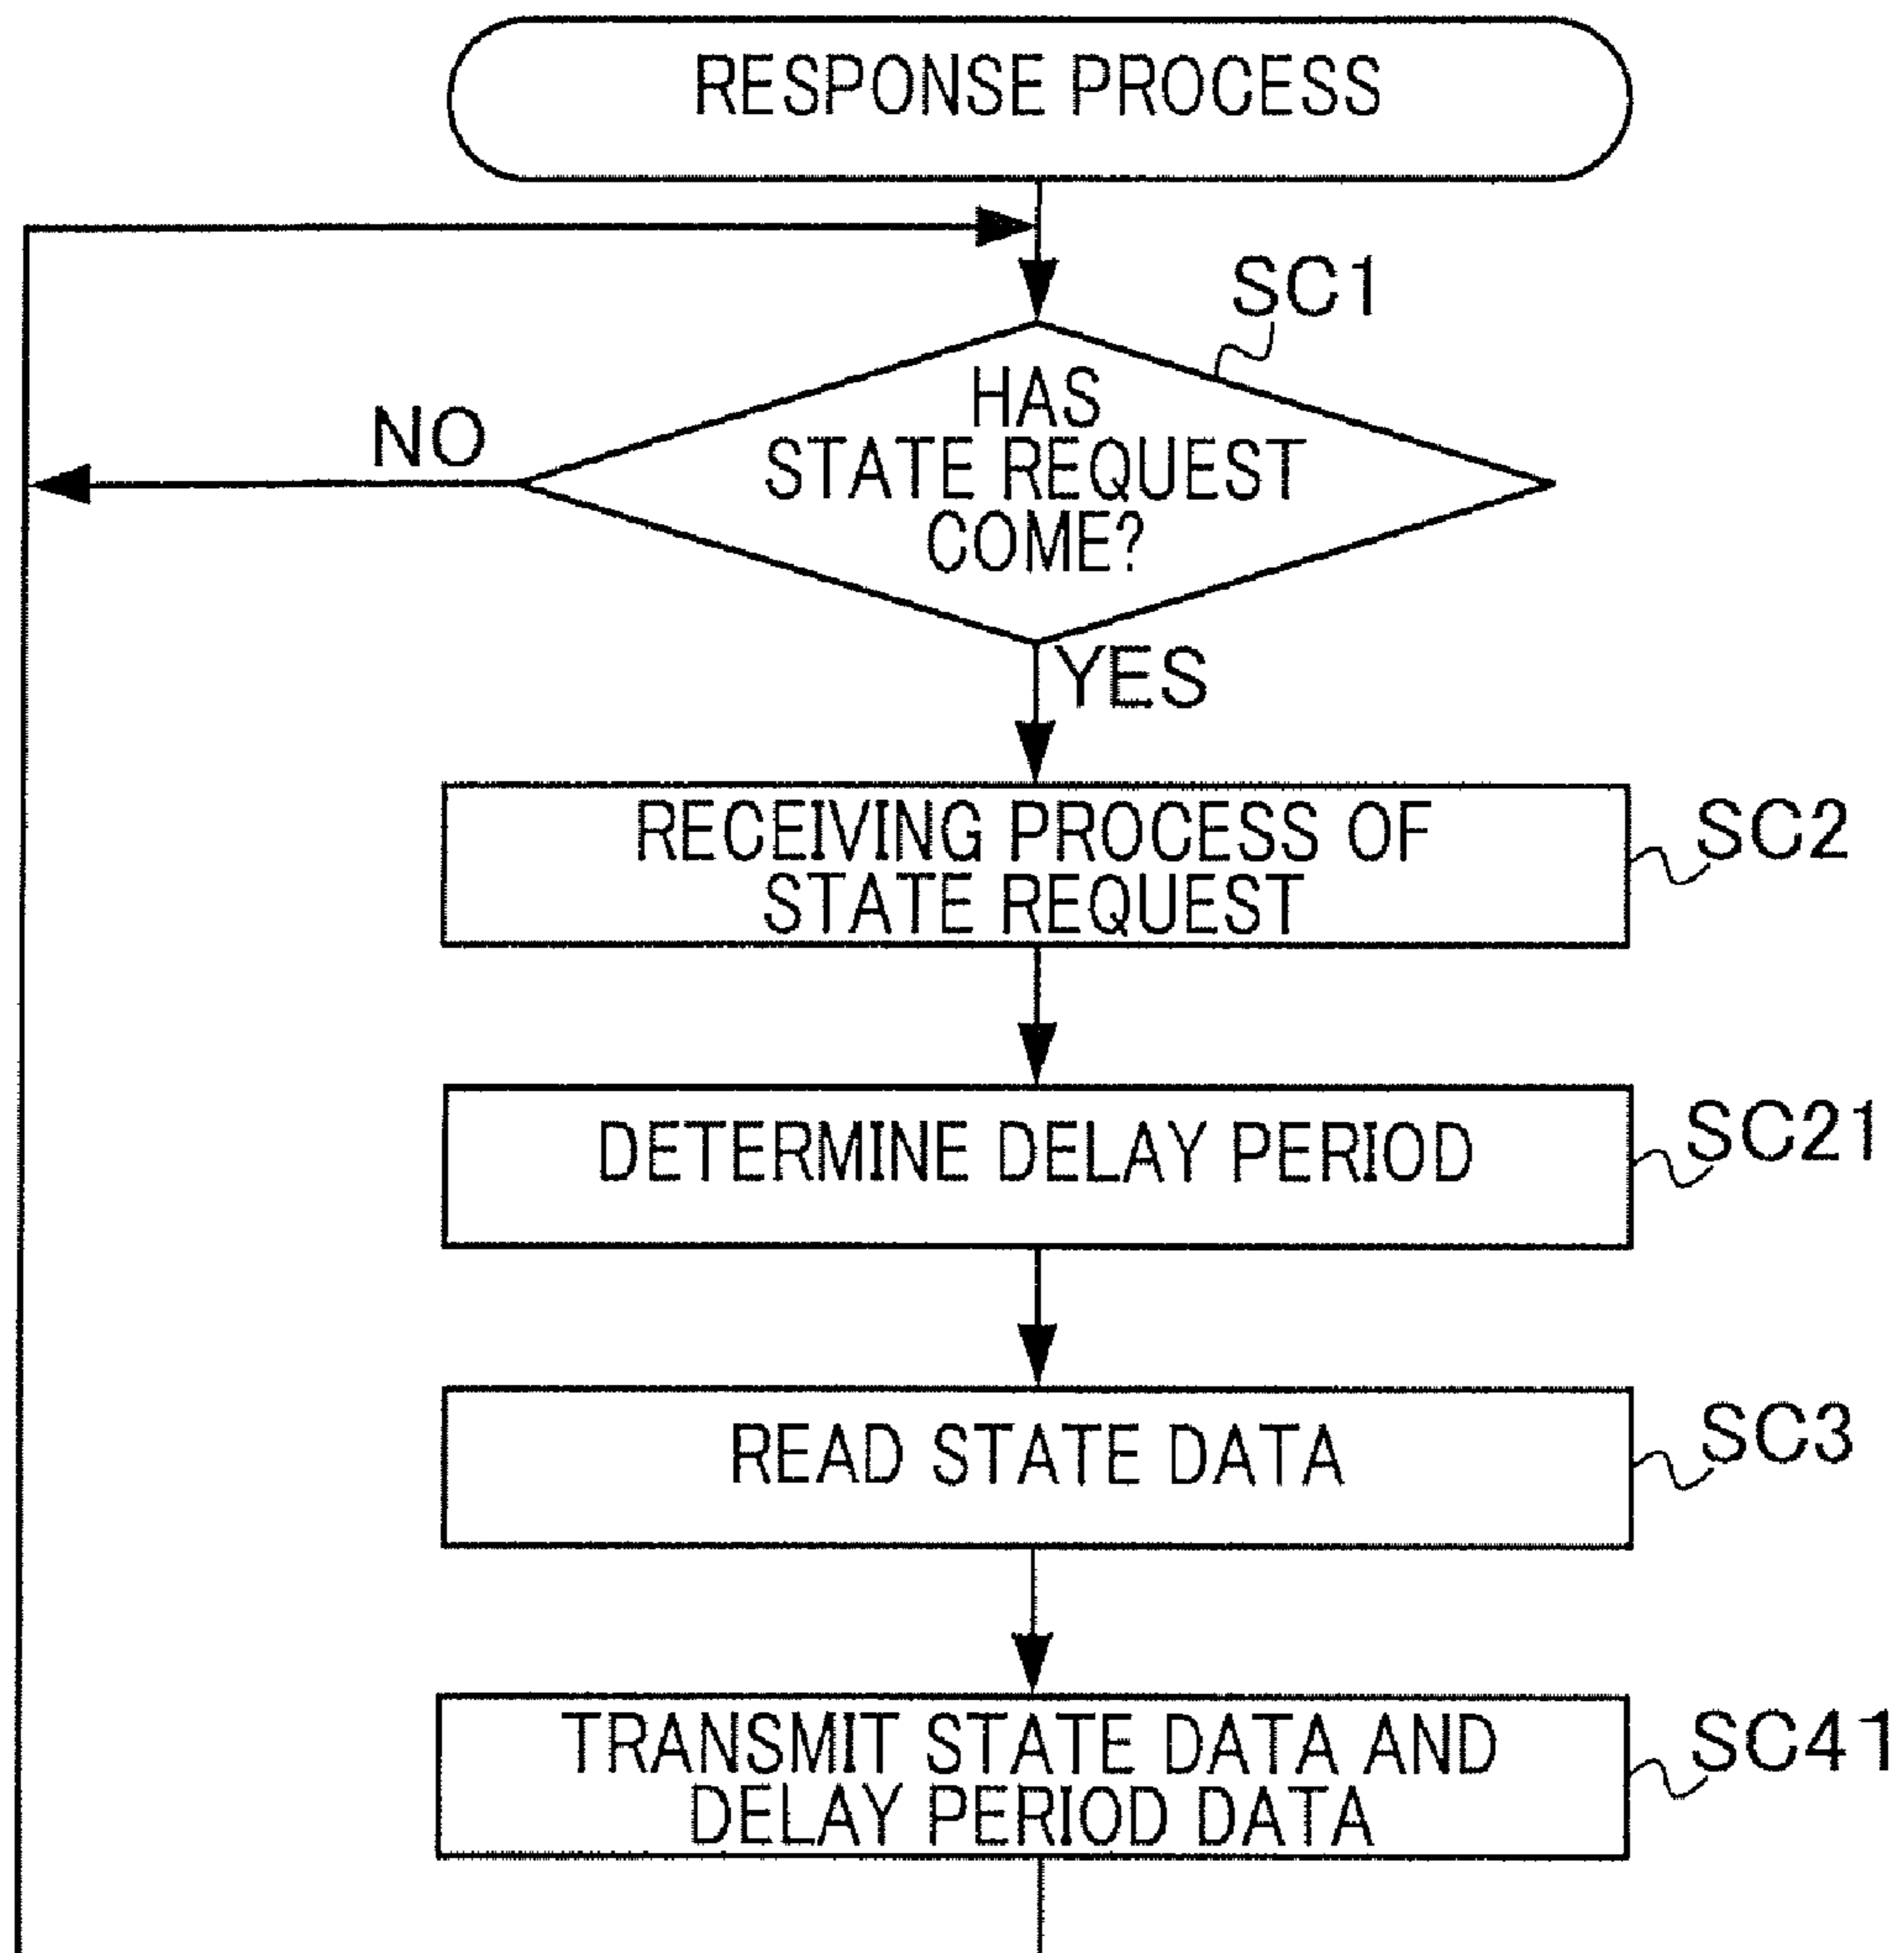 RESPONSE PROCESS
SC1
HAS
STATE REQUEST
COME?
NO
YES
RECEIVING PROCESS OF
STATE REQUEST
SC2
DETERMINE DELAY PERIOD
SC21
READ STATE DATA
SC3
TRANSMIT STATE DATA AND
DELAY PERIOD DATA
SC41